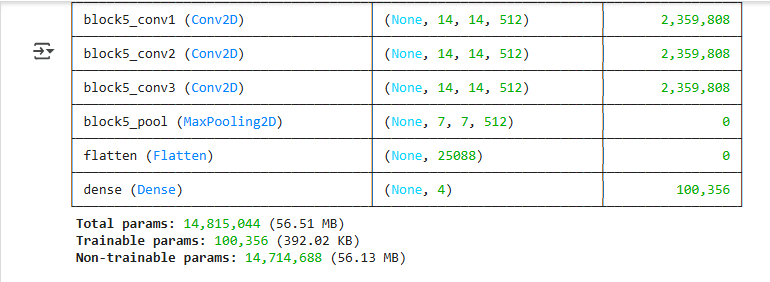 block5_conv1 (Conv2D) (None, 14, 14, 512) 2,359,808
block5_conv2 (Conv2D) (None, 14, 14, 512) 2,359,808
block5_conv3 (Conv2D) (None, 14, 14, 512) 2,359,808
block5_pool (MaxPooling2D) (None, 7, 7, 512) 0
flatten (Flatten) (None, 25088) 0
dense (Dense) (None, 4) 100,356
Total params: 14,815,044 (56.51 MB)
Trainable params: 100,356 (392.02 KB)
Non-trainable params: 14,714,688 (56.13 MB)